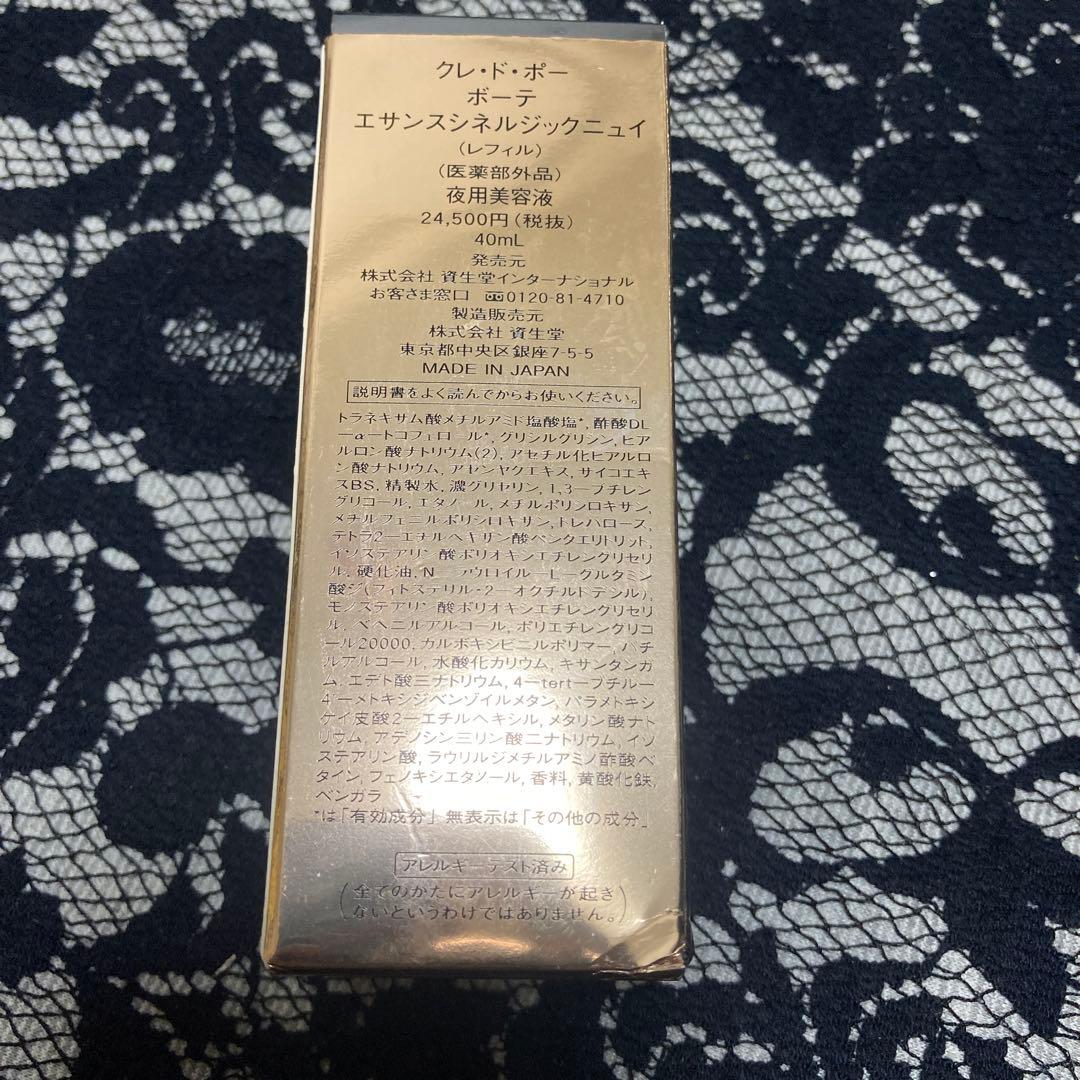 クレ・ド・ポー
ボーテ
エサンスシネルジックニュイ
(レフィル)
(医薬部外品)
夜用美容液
24,500円(税抜)
40mL
発売元
株式会社 資生堂インターナショナル
お客さま窓口 0120-81-4710
製造販売元
株式会社 資生堂
東京都中央区銀座7-5-5
MADE IN JAPAN
説明書をよく読んでからお使いください。
トラネキサム酸メチルアミド塩酸塩*, 酢酸DL
ーαートコフェロール*, グリシルグリシン, ヒア
ルロン酸ナトリウム(2), アセチル化ヒアルロ
ン酸ナトリウム, アセンヤクエキス, サイコエキ
スBS, 精製水, 濃グリセリン, 1,3ーブチレン
グリコール, エタノール, メチルポリシロキサン,
メチルフェニルポリシロキサン, トレハロース,
テトラ2ーエチルヘキサン酸ペンタエリトリット,
イソステアリン酸ポリオキシエチレングリセリ
ル, 硬化油, NーラウロイルーLーグルタミン
酸ジ(フィトステリル・2ーオクチルドデシル),
モノステアリン酸ポリオキシエチレングリセリ
ル, ベヘニルアルコール, ポリエチレングリコ
ール20000, カルボキシビニルポリマー, バチ
ルアルコール, 水酸化カリウム, キサンタンガ
ム, エデト酸三ナトリウム, 4ーtertーブチルー
4'ーメトキシジベンゾイルメタン, パラメトキシ
ケイ皮酸2ーエチルヘキシル, メタリン酸ナト
リウム, アデノシン三リン酸二ナトリウム, イソ
ステアリン酸, ラウリルジメチルアミノ酢酸ベ
タイン, フェノキシエタノール, 香料, 黄酸化鉄,
ベンガラ
*は「有効成分」無表示は「その他の成分」
アレルギーテスト済み
(全てのかたにアレルギーが起き
ないというわけではありません。)